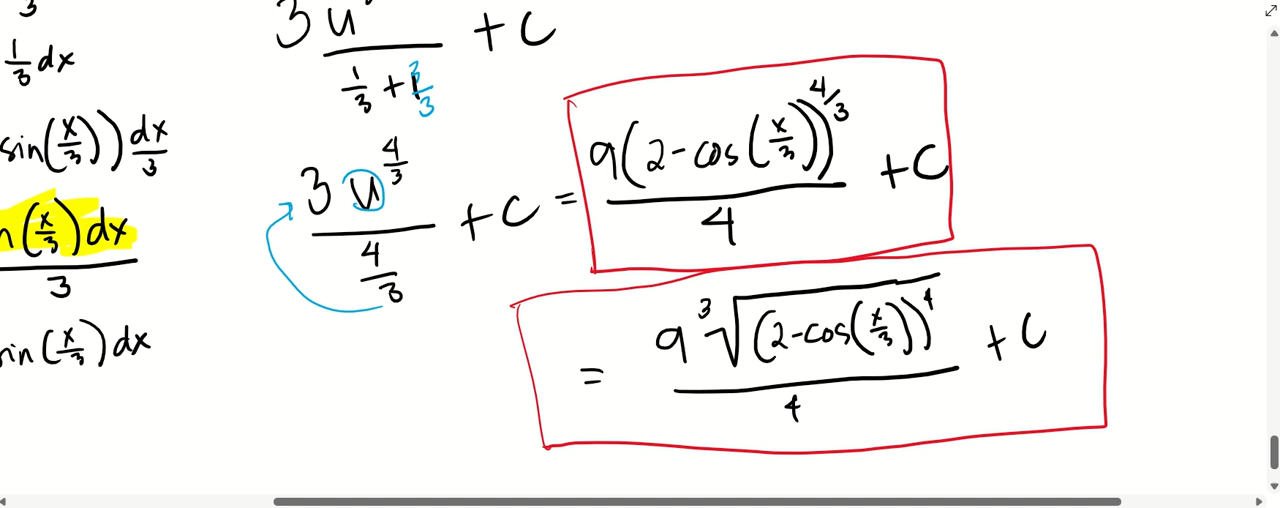 3
1/3 dx
sin(x/3)) dx/3
n(x/3) dx
3
sin(x/3) dx
3u
1/3 + 3/3
+ C
3u^(4/3)
4/3
+ C = 9(2-cos(x/3))^(4/3) / 4 + C
= 9 ∛((2-cos(x/3))^4) / 4 + C